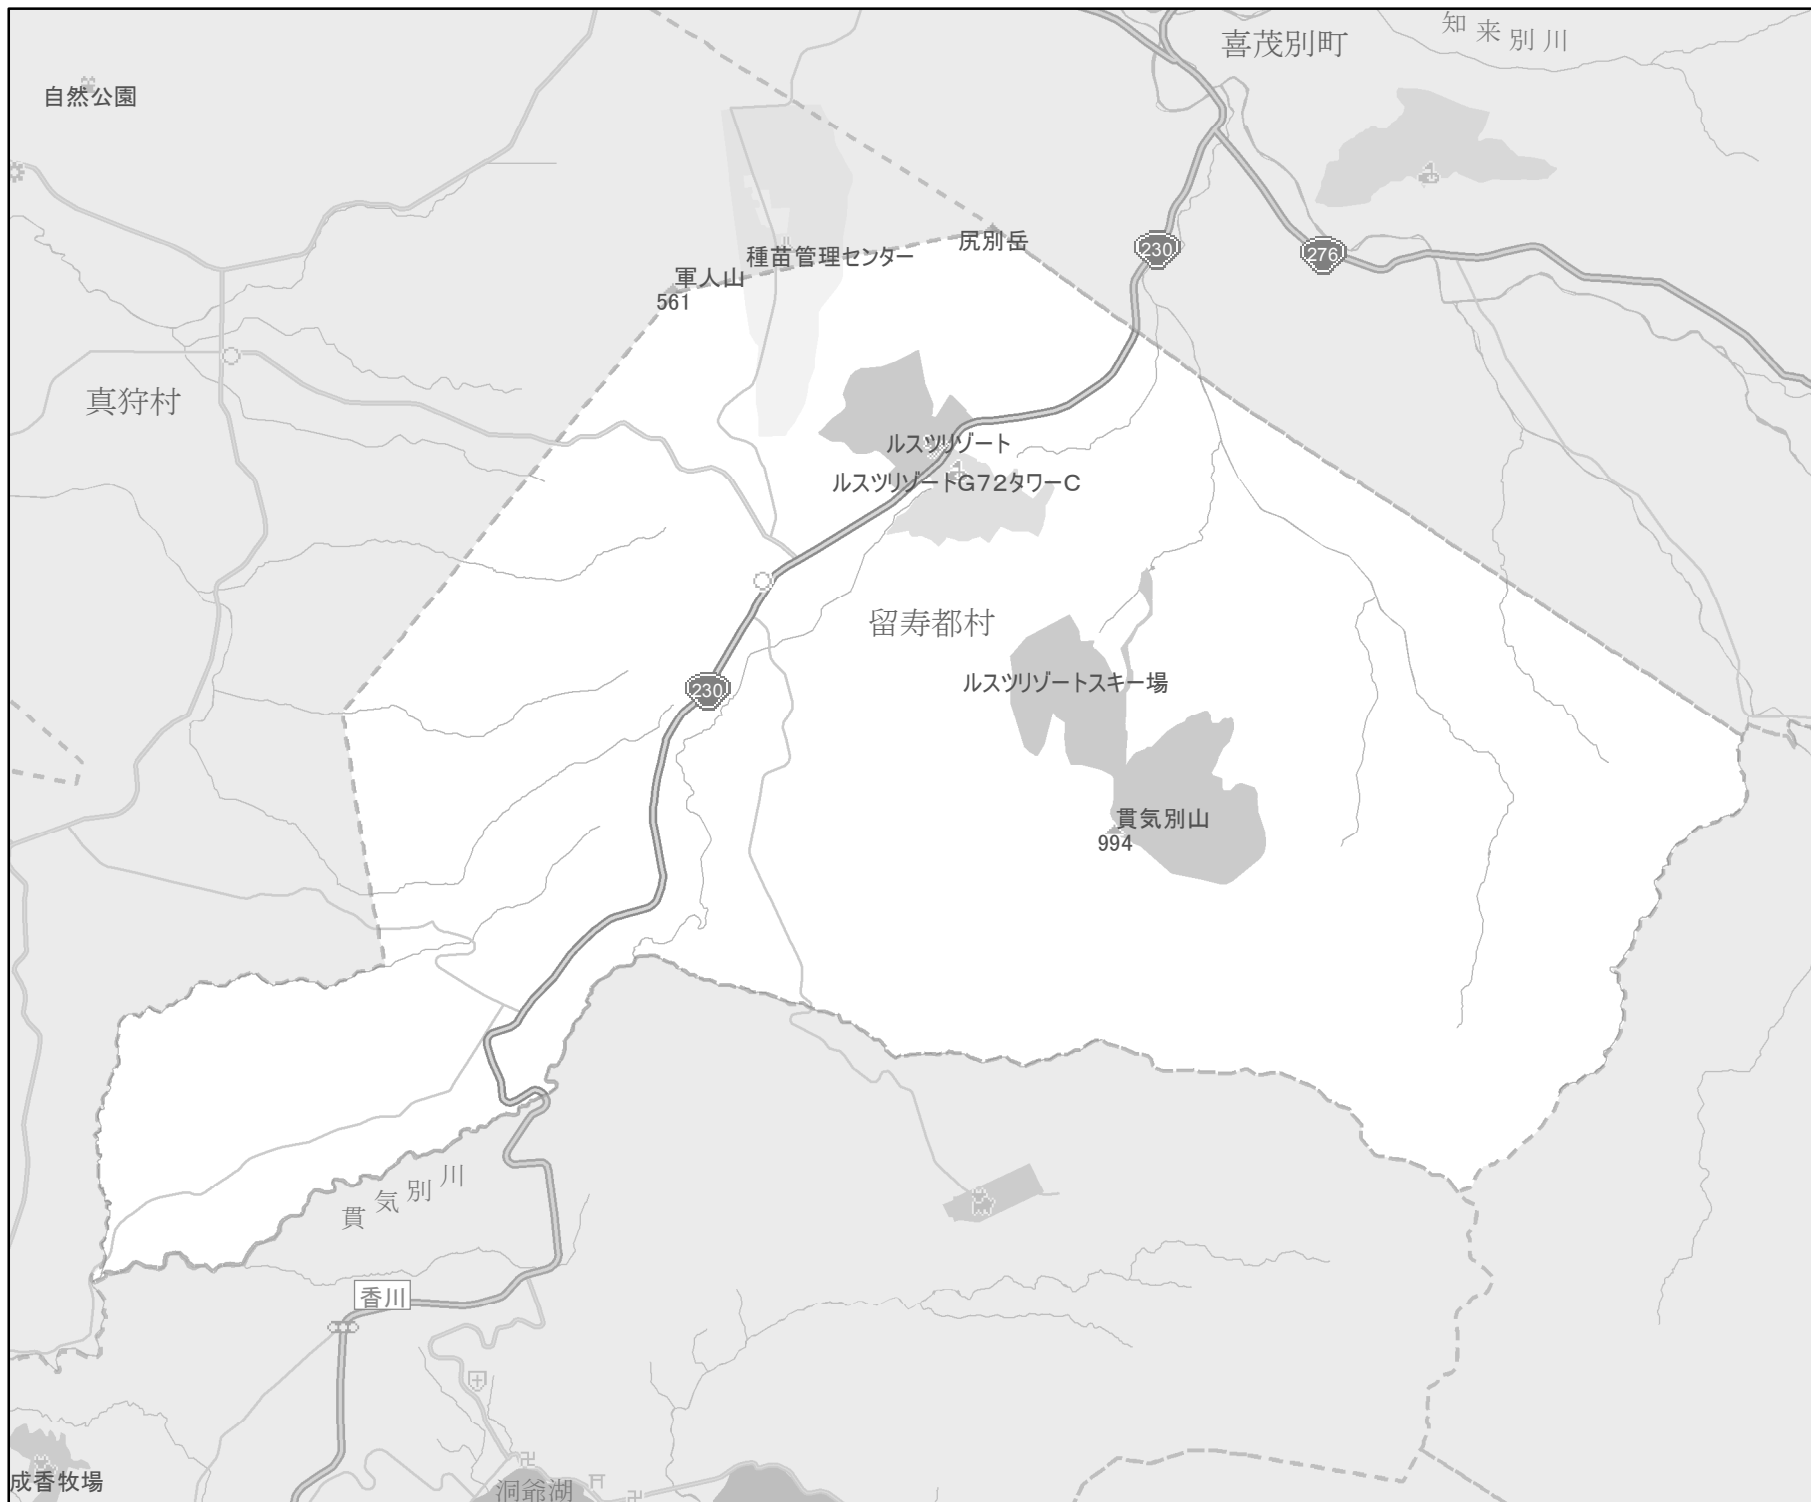 知来別川
喜茂別町
自然公園
230
276
尻別岳
種苗管理センター
軍人山
561
真狩村
ルスツリゾート
ルスツリゾートG72タワーC
留寿都村
230
ルスツリゾートスキー場
貫気別山
994
貫気別川
香川
成香牧場
洞爺湖